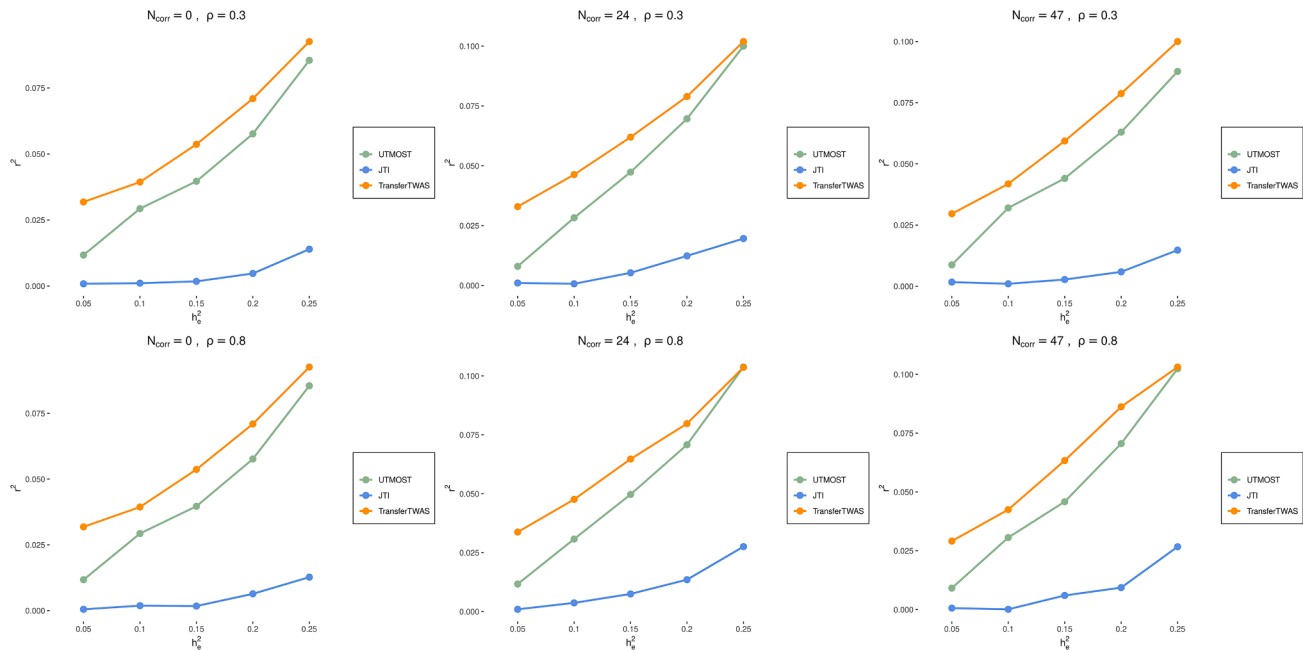 N_corr = 0 , ρ = 0.3
0.075
0.050
0.025
0.000
r²
0.05 0.1 0.15 0.2 0.25
h_e²
UTMOST
JTI
TransferTWAS
N_corr = 24 , ρ = 0.3
0.100
0.075
0.050
0.025
0.000
r²
0.05 0.1 0.15 0.2 0.25
h_e²
UTMOST
JTI
TransferTWAS
N_corr = 47 , ρ = 0.3
0.100
0.075
0.050
0.025
0.000
r²
0.05 0.1 0.15 0.2 0.25
h_e²
UTMOST
JTI
TransferTWAS
N_corr = 0 , ρ = 0.8
0.075
0.050
0.025
0.000
r²
0.05 0.1 0.15 0.2 0.25
h_e²
UTMOST
JTI
TransferTWAS
N_corr = 24 , ρ = 0.8
0.100
0.075
0.050
0.025
0.000
r²
0.05 0.1 0.15 0.2 0.25
h_e²
UTMOST
JTI
TransferTWAS
N_corr = 47 , ρ = 0.8
0.100
0.075
0.050
0.025
0.000
r²
0.05 0.1 0.15 0.2 0.25
h_e²
UTMOST
JTI
TransferTWAS